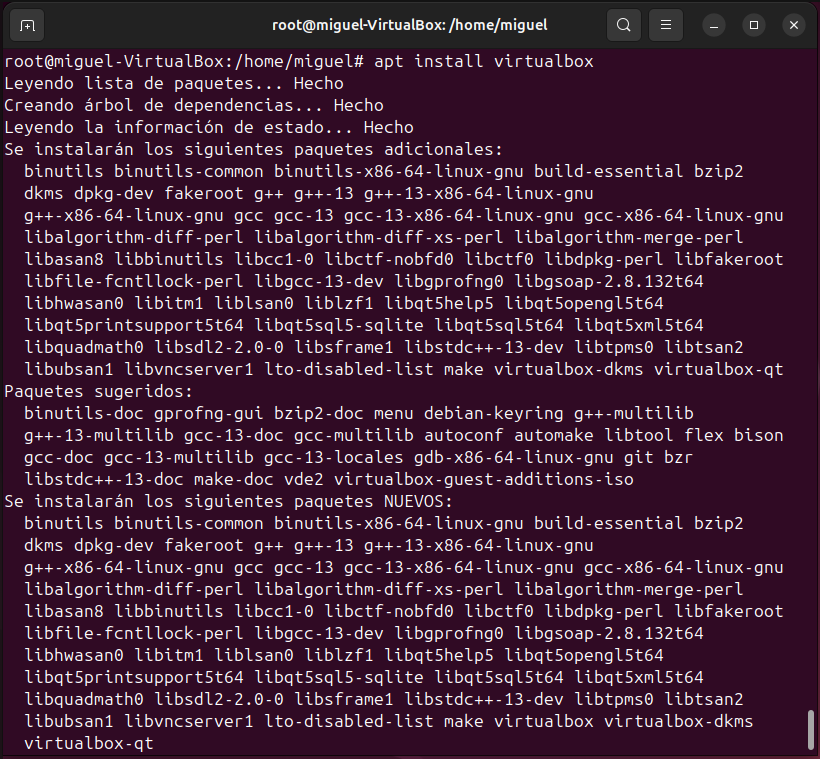 root@miguel-VirtualBox: /home/miguel
root@miguel-VirtualBox:/home/miguel# apt install virtualbox
Leyendo lista de paquetes... Hecho
Creando árbol de dependencias... Hecho
Leyendo la información de estado... Hecho
Se instalarán los siguientes paquetes adicionales:
  binutils binutils-common binutils-x86-64-linux-gnu build-essential bzip2
  dkms dpkg-dev fakeroot g++ g++-13 g++-13-x86-64-linux-gnu
  g++-x86-64-linux-gnu gcc gcc-13 gcc-13-x86-64-linux-gnu gcc-x86-64-linux-gnu
  libalgorithm-diff-perl libalgorithm-diff-xs-perl libalgorithm-merge-perl
  libasan8 libbinutils libcc1-0 libctf-nobfd0 libctf0 libdpkg-perl libfakeroot
  libfile-fcntllock-perl libgcc-13-dev libgprofng0 libgsoap-2.8.132t64
  libhwasan0 libitm1 liblsan0 liblzf1 libqt5help5 libqt5opengl5t64
  libqt5printsupport5t64 libqt5sql5-sqlite libqt5sql5t64 libqt5xml5t64
  libquadmath0 libsdl2-2.0-0 libsframe1 libstdc++-13-dev libtpms0 libtsan2
  libubsan1 libvncserver1 lto-disabled-list make virtualbox-dkms virtualbox-qt
Paquetes sugeridos:
  binutils-doc gprofng-gui bzip2-doc menu debian-keyring g++-multilib
  g++-13-multilib gcc-13-doc gcc-multilib autoconf automake libtool flex bison
  gcc-doc gcc-13-multilib gcc-13-locales gdb-x86-64-linux-gnu git bzr
  libstdc++-13-doc make-doc vde2 virtualbox-guest-additions-iso
Se instalarán los siguientes paquetes NUEVOS:
  binutils binutils-common binutils-x86-64-linux-gnu build-essential bzip2
  dkms dpkg-dev fakeroot g++ g++-13 g++-13-x86-64-linux-gnu
  g++-x86-64-linux-gnu gcc gcc-13 gcc-13-x86-64-linux-gnu gcc-x86-64-linux-gnu
  libalgorithm-diff-perl libalgorithm-diff-xs-perl libalgorithm-merge-perl
  libasan8 libbinutils libcc1-0 libctf-nobfd0 libctf0 libdpkg-perl libfakeroot
  libfile-fcntllock-perl libgcc-13-dev libgprofng0 libgsoap-2.8.132t64
  libhwasan0 libitm1 liblsan0 liblzf1 libqt5help5 libqt5opengl5t64
  libqt5printsupport5t64 libqt5sql5-sqlite libqt5sql5t64 libqt5xml5t64
  libquadmath0 libsdl2-2.0-0 libsframe1 libstdc++-13-dev libtpms0 libtsan2
  libubsan1 libvncserver1 lto-disabled-list make virtualbox virtualbox-dkms
  virtualbox-qt